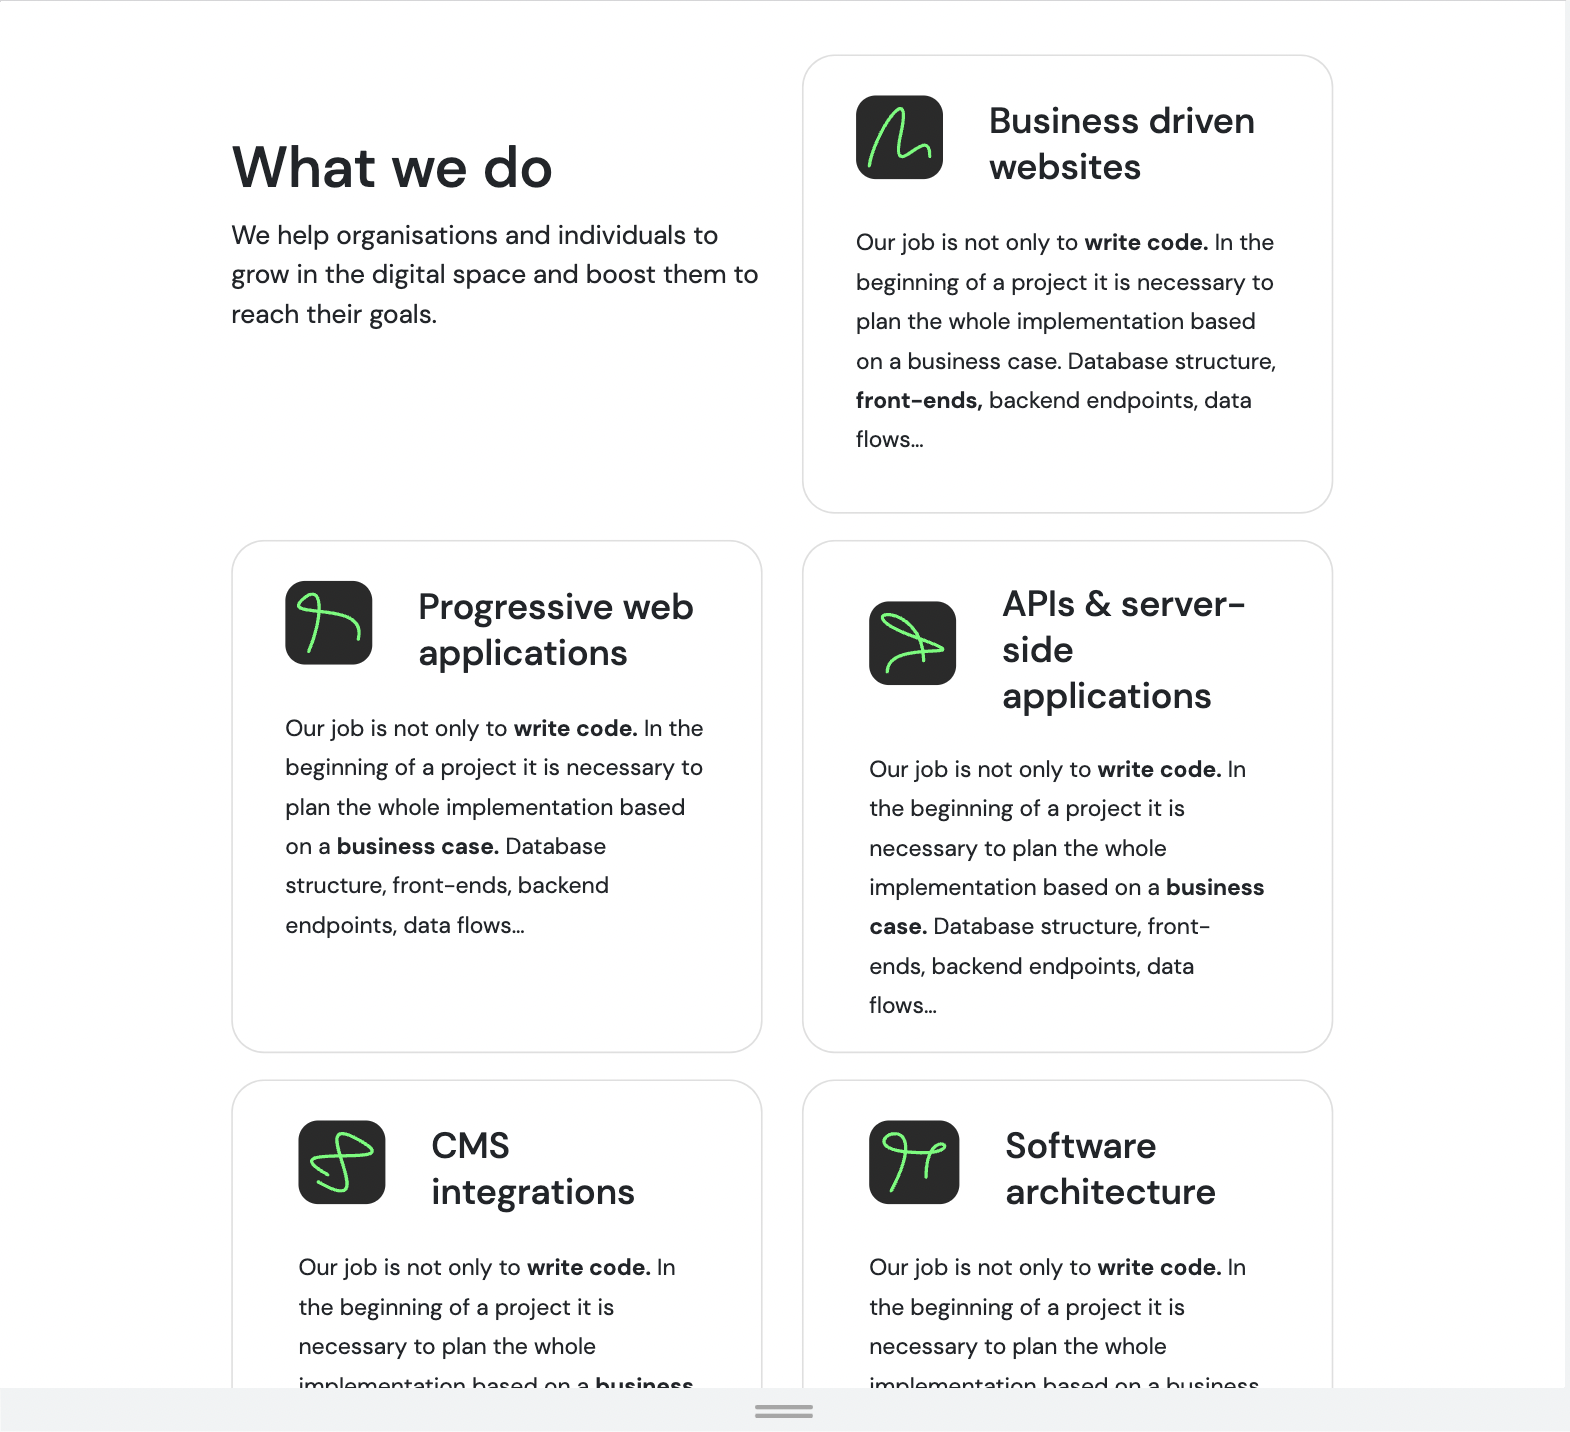 What we do
We help organisations and individuals to
grow in the digital space and boost them to
reach their goals.
Business driven
websites
Our job is not only to write code. In the
beginning of a project it is necessary to
plan the whole implementation based
on a business case. Database structure,
front-ends, backend endpoints, data
flows...
Progressive web
applications
Our job is not only to write code. In the
beginning of a project it is necessary to
plan the whole implementation based
on a business case. Database
structure, front-ends, backend
endpoints, data flows...
APIs & server-
side
applications
Our job is not only to write code. In
the beginning of a project it is
necessary to plan the whole
implementation based on a business
case. Database structure, front-
ends, backend endpoints, data
flows...
CMS
integrations
Our job is not only to write code. In
the beginning of a project it is
necessary to plan the whole
implementation based on a business
Software
architecture
Our job is not only to write code. In
the beginning of a project it is
necessary to plan the whole
implementation based on a business